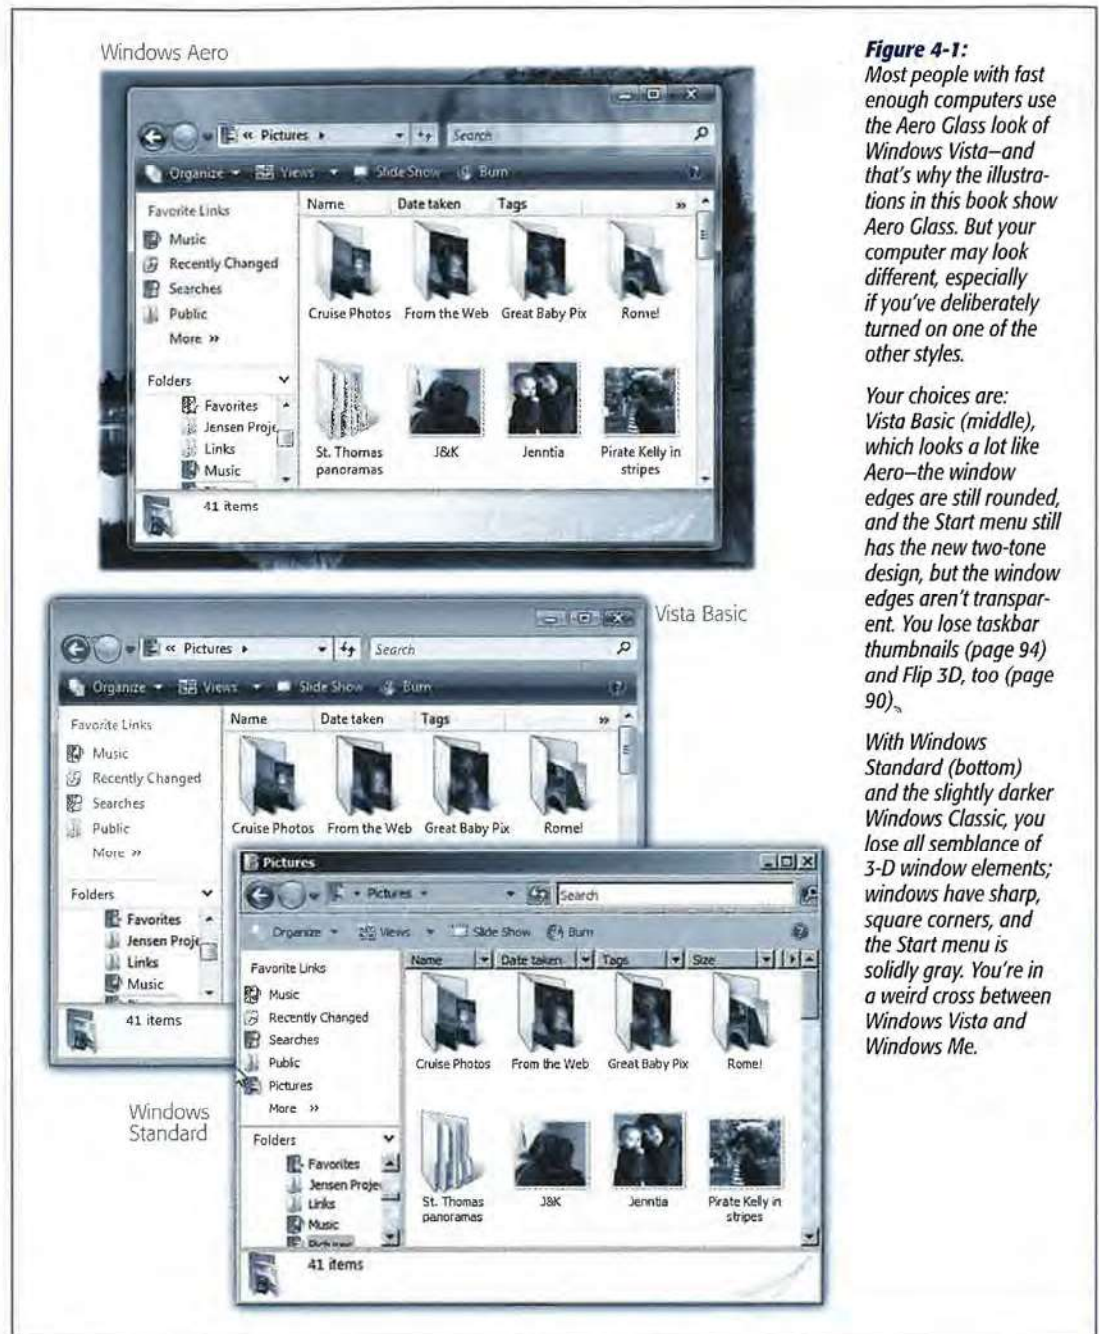 Windows Aero
« Pictures
Search
Organize Views Slide Show Burn
Favorite Links
Music
Recently Changed
Searches
Public
More »
Folders
Favorites
Jensen Proje
Links
Music
Name Date taken Tags »
Cruise Photos From the Web Great Baby Pix Rome!
St. Thomas panoramas
J&K
Jenntia
Pirate Kelly in stripes
41 items
Vista Basic
« Pictures
Search
Organize Views Slide Show Burn
Favorite Links
Music
Recently Changed
Searches
Public
More »
Folders
Favorites
Jensen Proje
Links
Music
Name Date taken Tags »
Cruise Photos From the Web Great Baby Pix Rome!
41 items
Windows
Standard
Pictures
Pictures
Search
Organize Views Slide Show Burn
Favorite Links
Music
Recently Changed
Searches
Public
Pictures
More »
Folders
Favorites
Jensen Projec
Links
Music
Pictures
Name Date taken Tags Size
Cruise Photos From the Web Great Baby Pix Rome!
St. Thomas panoramas
J&K
Jenntia
Pirate Kelly in stripes
41 items
Figure 4-1:
Most people with fast
enough computers use
the Aero Glass look of
Windows Vista—and
that's why the illustra-
tions in this book show
Aero Glass. But your
computer may look
different, especially
if you've deliberately
turned on one of the
other styles.
Your choices are:
Vista Basic (middle),
which looks a lot like
Aero—the window
edges are still rounded,
and the Start menu still
has the new two-tone
design, but the window
edges aren't transpar-
ent. You lose taskbar
thumbnails (page 94)
and Flip 3D, too (page
90).
With Windows
Standard (bottom)
and the slightly darker
Windows Classic, you
lose all semblance of
3-D window elements;
windows have sharp,
square corners, and
the Start menu is
solidly gray. You're in
a weird cross between
Windows Vista and
Windows Me.